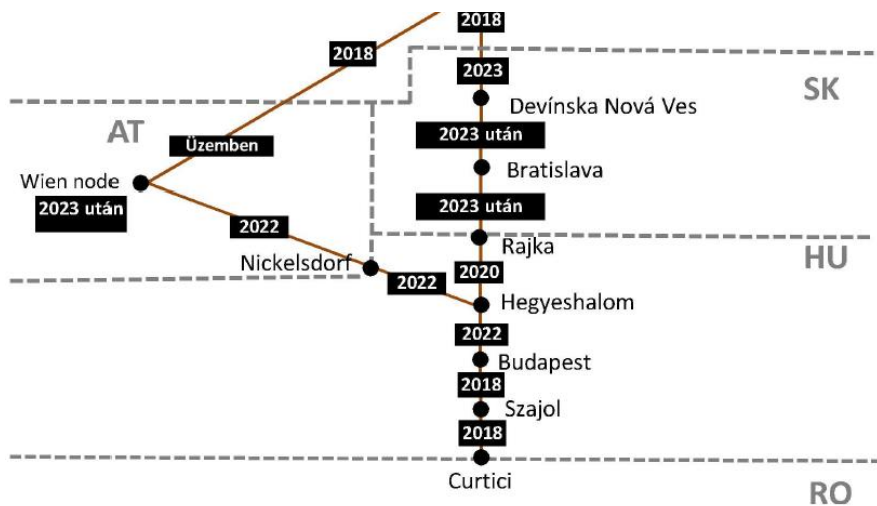 2018
2018
2023
SK
Devínska Nová Ves
AT
2023 után
Üzemben
Bratislava
Wien node
2023 után
2023 után
2022
Rajka
HU
Nickelsdorf
2020
2022
Hegyeshalom
2022
Budapest
2018
Szajol
2018
Curtici
RO